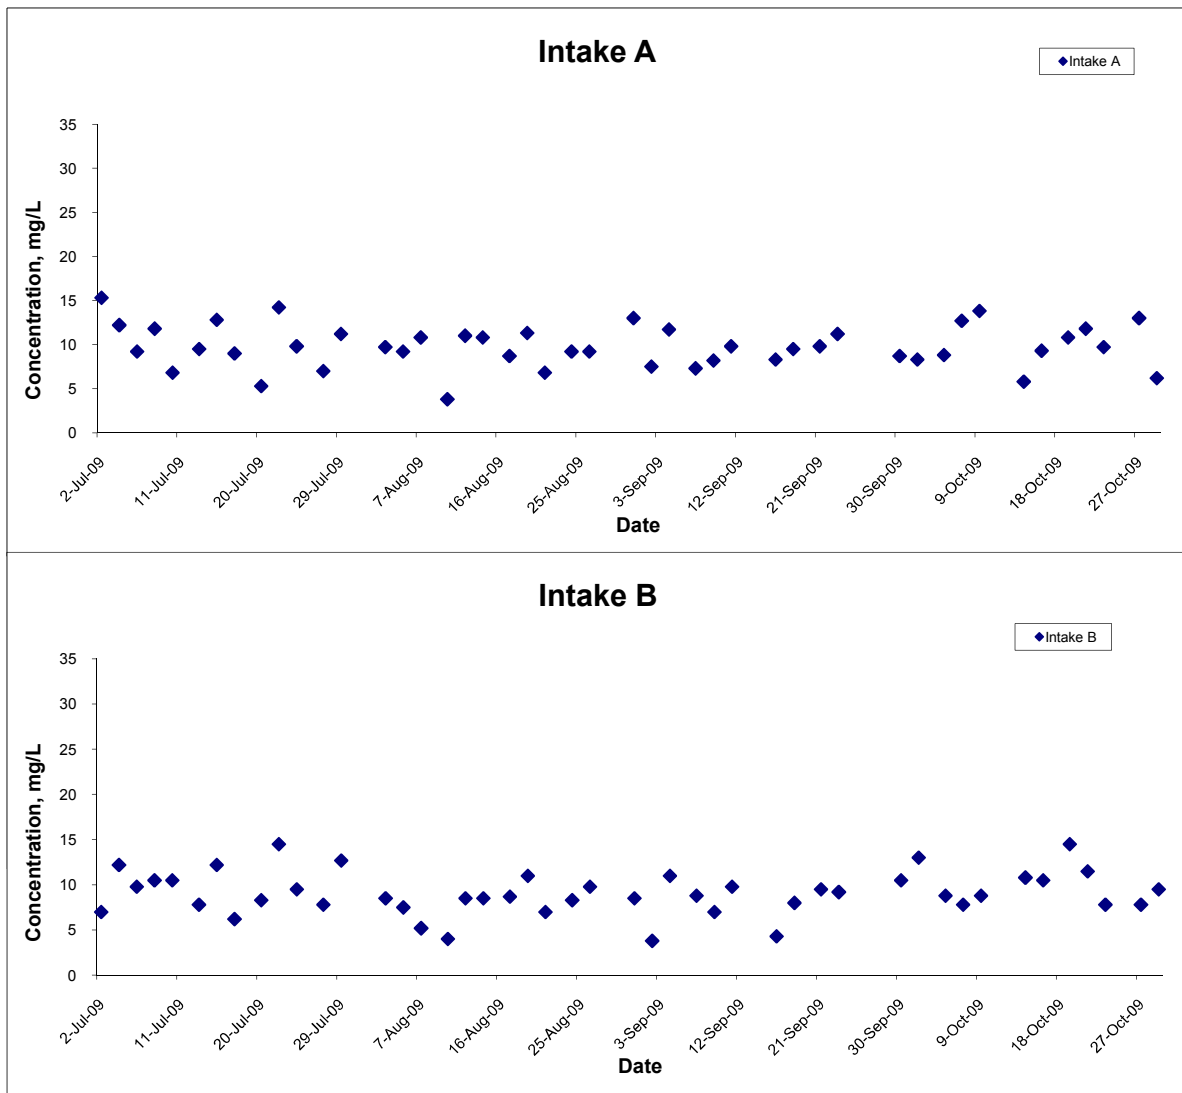 Intake A
Intake A
35
30
25
20
15
10
5
0
Concentration, mg/L
2-Jul-09
11-Jul-09
20-Jul-09
29-Jul-09
7-Aug-09
16-Aug-09
25-Aug-09
3-Sep-09
12-Sep-09
21-Sep-09
30-Sep-09
9-Oct-09
18-Oct-09
27-Oct-09
Date
Intake B
Intake B
35
30
25
20
15
10
5
0
Concentration, mg/L
2-Jul-09
11-Jul-09
20-Jul-09
29-Jul-09
7-Aug-09
16-Aug-09
25-Aug-09
3-Sep-09
12-Sep-09
21-Sep-09
30-Sep-09
9-Oct-09
18-Oct-09
27-Oct-09
Date